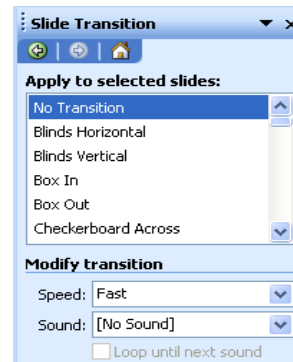 Slide Transition
Apply to selected slides:
No Transition
Blinds Horizontal
Blinds Vertical
Box In
Box Out
Checkerboard Across
Modify transition
Speed: Fast
Sound: [No Sound]
Loop until next sound